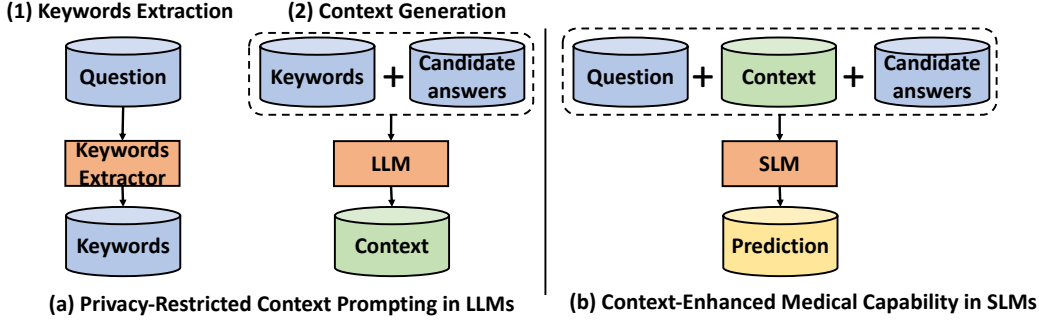 (1) Keywords Extraction
Question
Keywords
Extractor
Keywords
(2) Context Generation
Keywords + Candidate
answers
LLM
Context
(a) Privacy-Restricted Context Prompting in LLMs
Question + Context + Candidate
answers
SLM
Prediction
(b) Context-Enhanced Medical Capability in SLMs